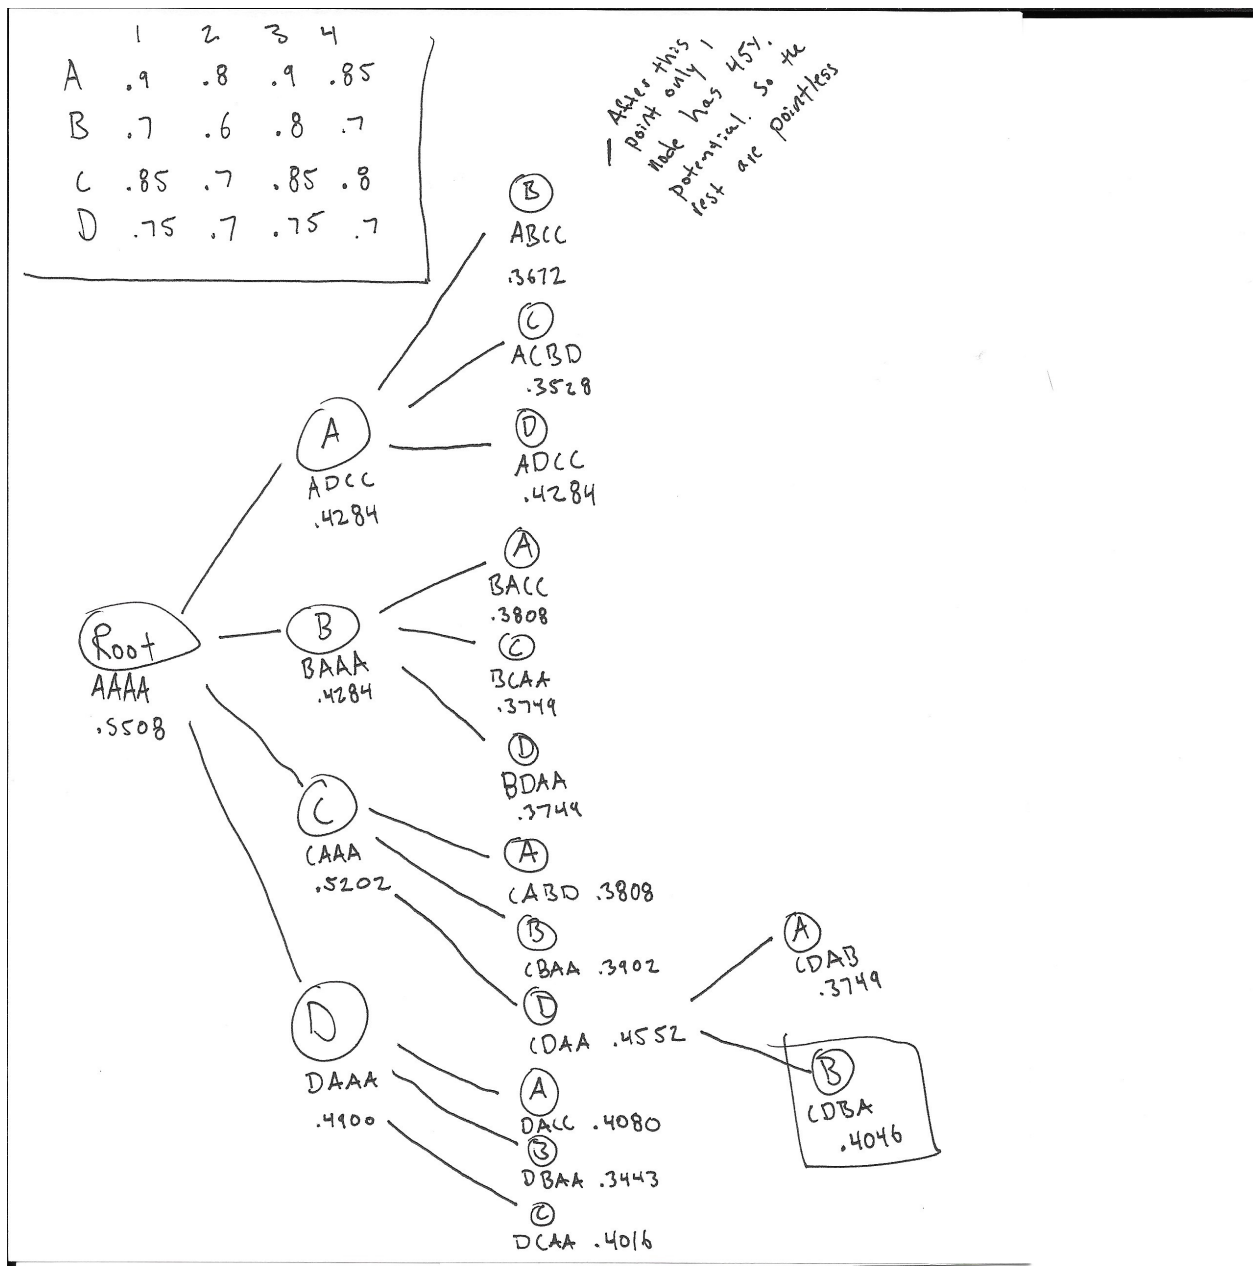 1 2 3 4
A .9 .8 .9 .85
B .7 .6 .8 .7
C .85 .7 .85 .8
D .75 .7 .75 .7
After this
point only 1
node has 45%
potential. So the
rest are pointless
B
ABCC
.3672
C
ACBD
.3528
A
ADCC
.4284
D
ADCC
.4284
A
BACC
.3808
Root
AAAA
.5508
B
BAAA
.4284
C
BCAA
.3749
D
BDAA
.3749
C
CAAA
.5202
A
CABD .3808
B
CBAA .3902
D
CDAA .4552
A
CDAB
.3749
B
CDBA
.4046
D
DAAA
.4900
A
DACC .4080
B
DBAA .3443
C
DCAA .4016